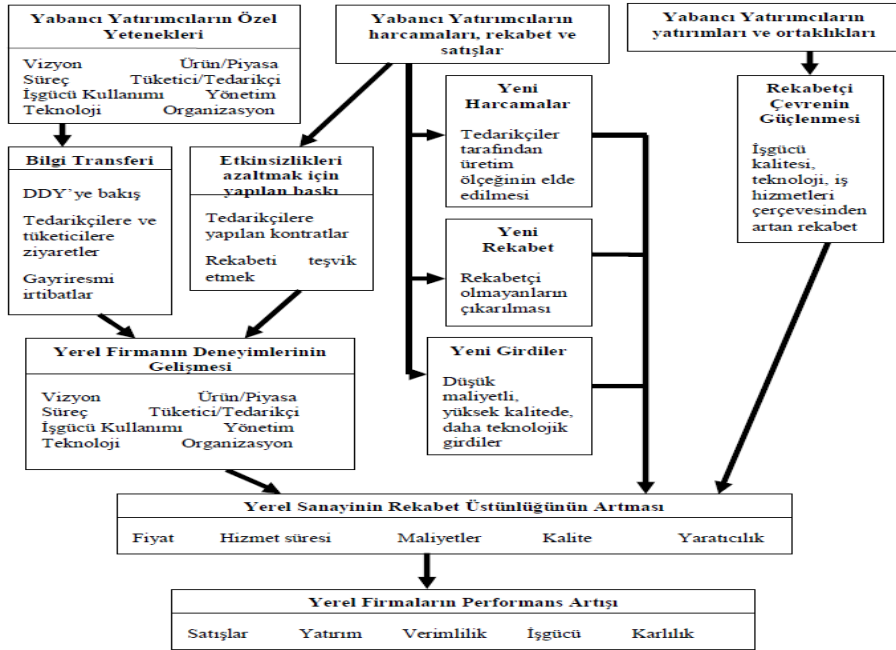 Yabancı Yatırımcıların Özel
Yetenekleri
Vizyon Ürün/Piyasa
Süreç Tüketici/Tedarikçi
İşgücü Kullanımı Yönetim
Teknoloji Organizasyon
Yabancı Yatırımcıların
harcamaları, rekabet ve
satışlar
Yabancı Yatırımcıların
yatırımları ve ortaklıkları
Bilgi Transferi
DDY'ye bakış
Tedarikçilere ve
tüketicilere
ziyaretler
Gayriresmi
irtibatlar
Etkinsizlikleri
azaltmak için
yapılan baskı
Tedarikçilere
yapılan kontratlar
Rekabeti teşvik
etmek
Yeni
Harcamalar
Tedarikçiler
tarafından
üretim
ölçeğinin elde
edilmesi
Yeni
Rekabet
Rekabetçi
olmayanların
çıkarılması
Yeni Girdiler
Düşük
maliyetli,
yüksek kalitede,
daha teknolojik
girdiler
Rekabetçi
Çevrenin
Güçlenmesi
İşgücü
kalitesi,
teknoloji, iş
hizmetleri
çerçevesinden
artan rekabet
Yerel Firmanın Deneyimlerinin
Gelişmesi
Vizyon Ürün/Piyasa
Süreç Tüketici/Tedarikçi
İşgücü Kullanımı Yönetim
Teknoloji Organizasyon
Yerel Sanayinin Rekabet Üstünlüğünün Artması
Fiyat Hizmet süresi Maliyetler Kalite Yaratıcılık
Yerel Firmaların Performans Artışı
Satışlar Yatırım Verimlilik İşgücü Karlılık